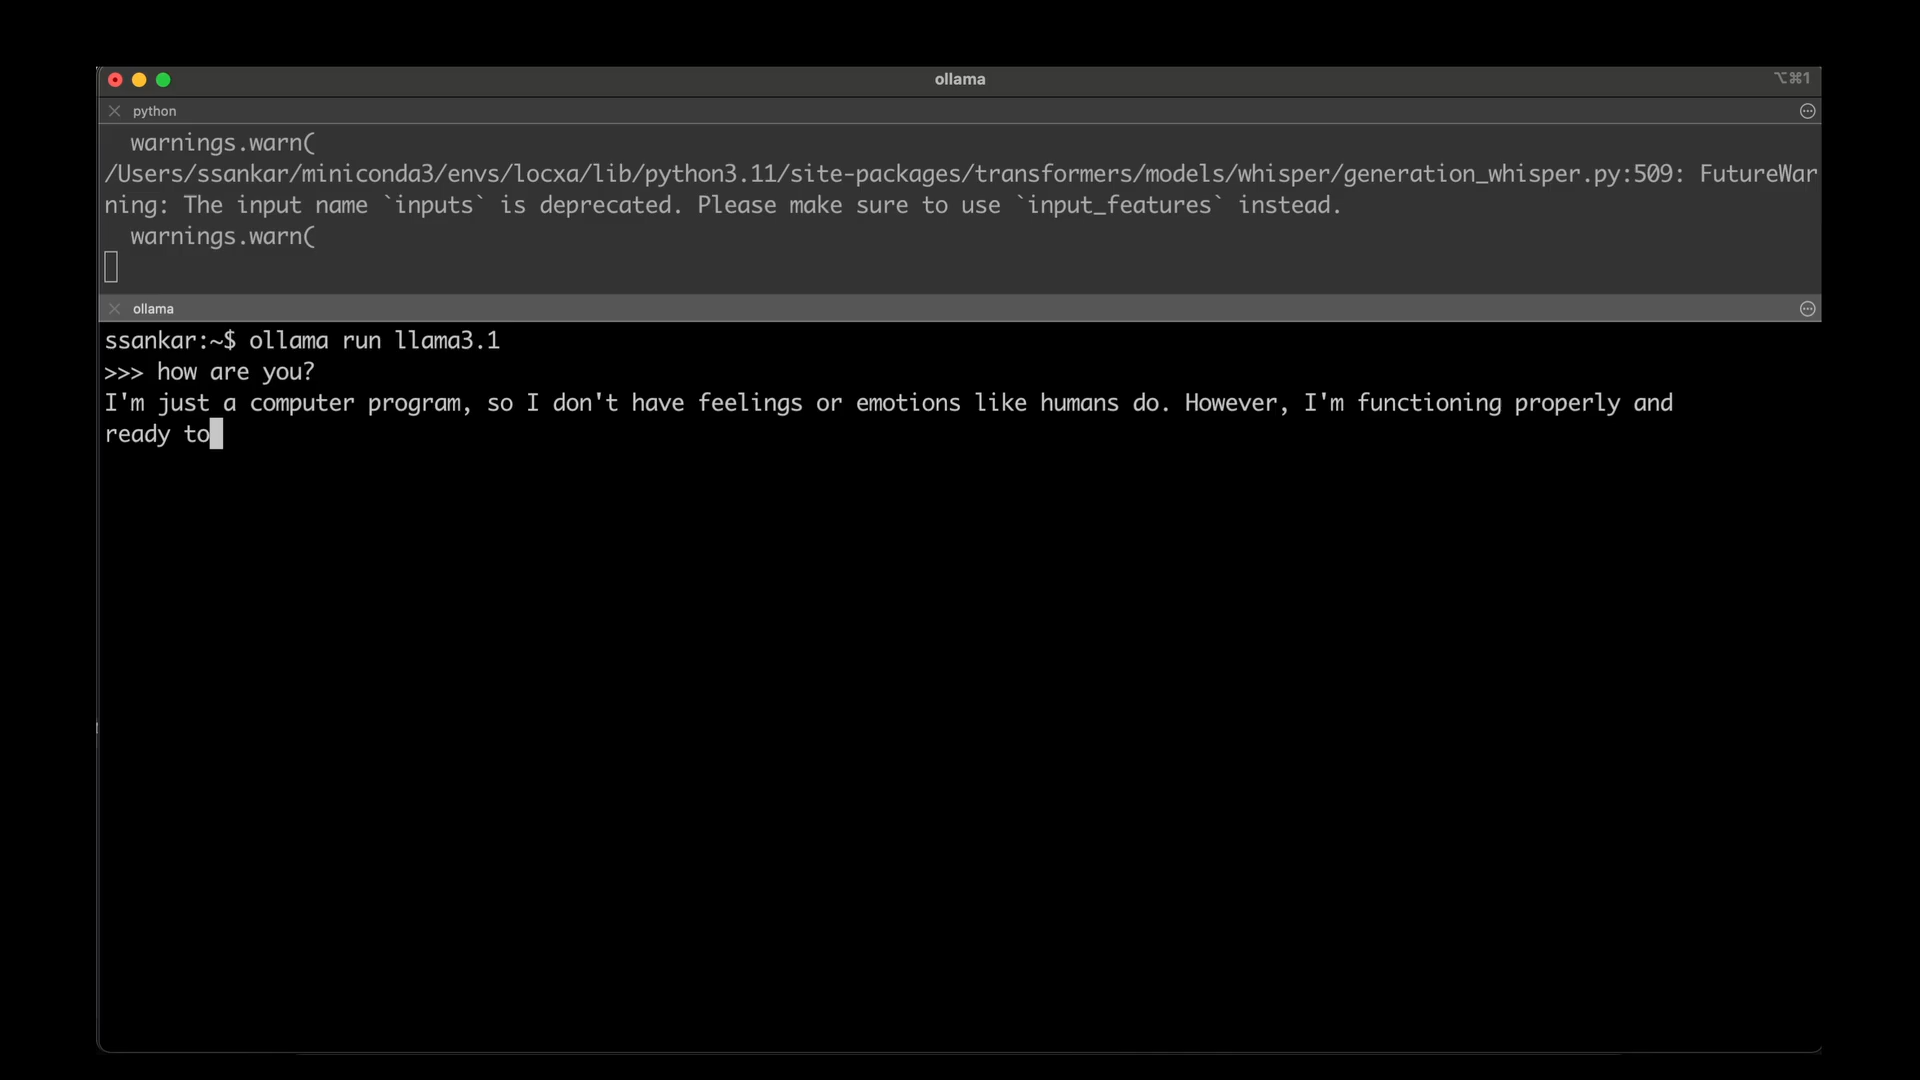 ollama
⌥⌘1
python
warnings.warn(
/Users/ssankar/miniconda3/envs/locxa/lib/python3.11/site-packages/transformers/models/whisper/generation_whisper.py:509: FutureWar
ning: The input name `inputs` is deprecated. Please make sure to use `input_features` instead.
warnings.warn(
ollama
ssankar:~$ ollama run llama3.1
>>> how are you?
I'm just a computer program, so I don't have feelings or emotions like humans do. However, I'm functioning properly and
ready to